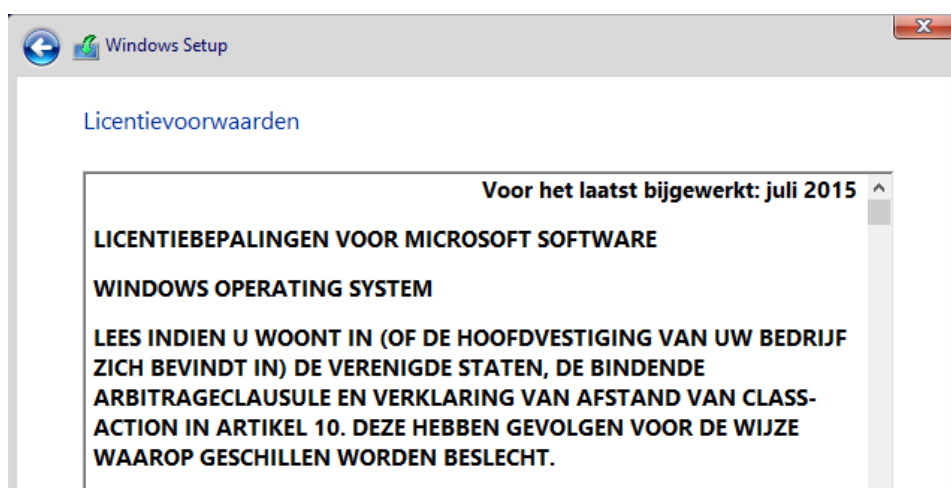 Windows Setup
Licentievoorwaarden
Voor het laatst bijgewerkt: juli 2015
LICENTIEBEPALINGEN VOOR MICROSOFT SOFTWARE
WINDOWS OPERATING SYSTEM
LEES INDIEN U WOONT IN (OF DE HOOFDVESTIGING VAN UW BEDRIJF
ZICH BEVINDT IN) DE VERENIGDE STATEN, DE BINDENDE
ARBITRAGECLAUSULE EN VERKLARING VAN AFSTAND VAN CLASS-
ACTION IN ARTIKEL 10. DEZE HEBBEN GEVOLGEN VOOR DE WIJZE
WAAROP GESCHILLEN WORDEN BESLECHT.